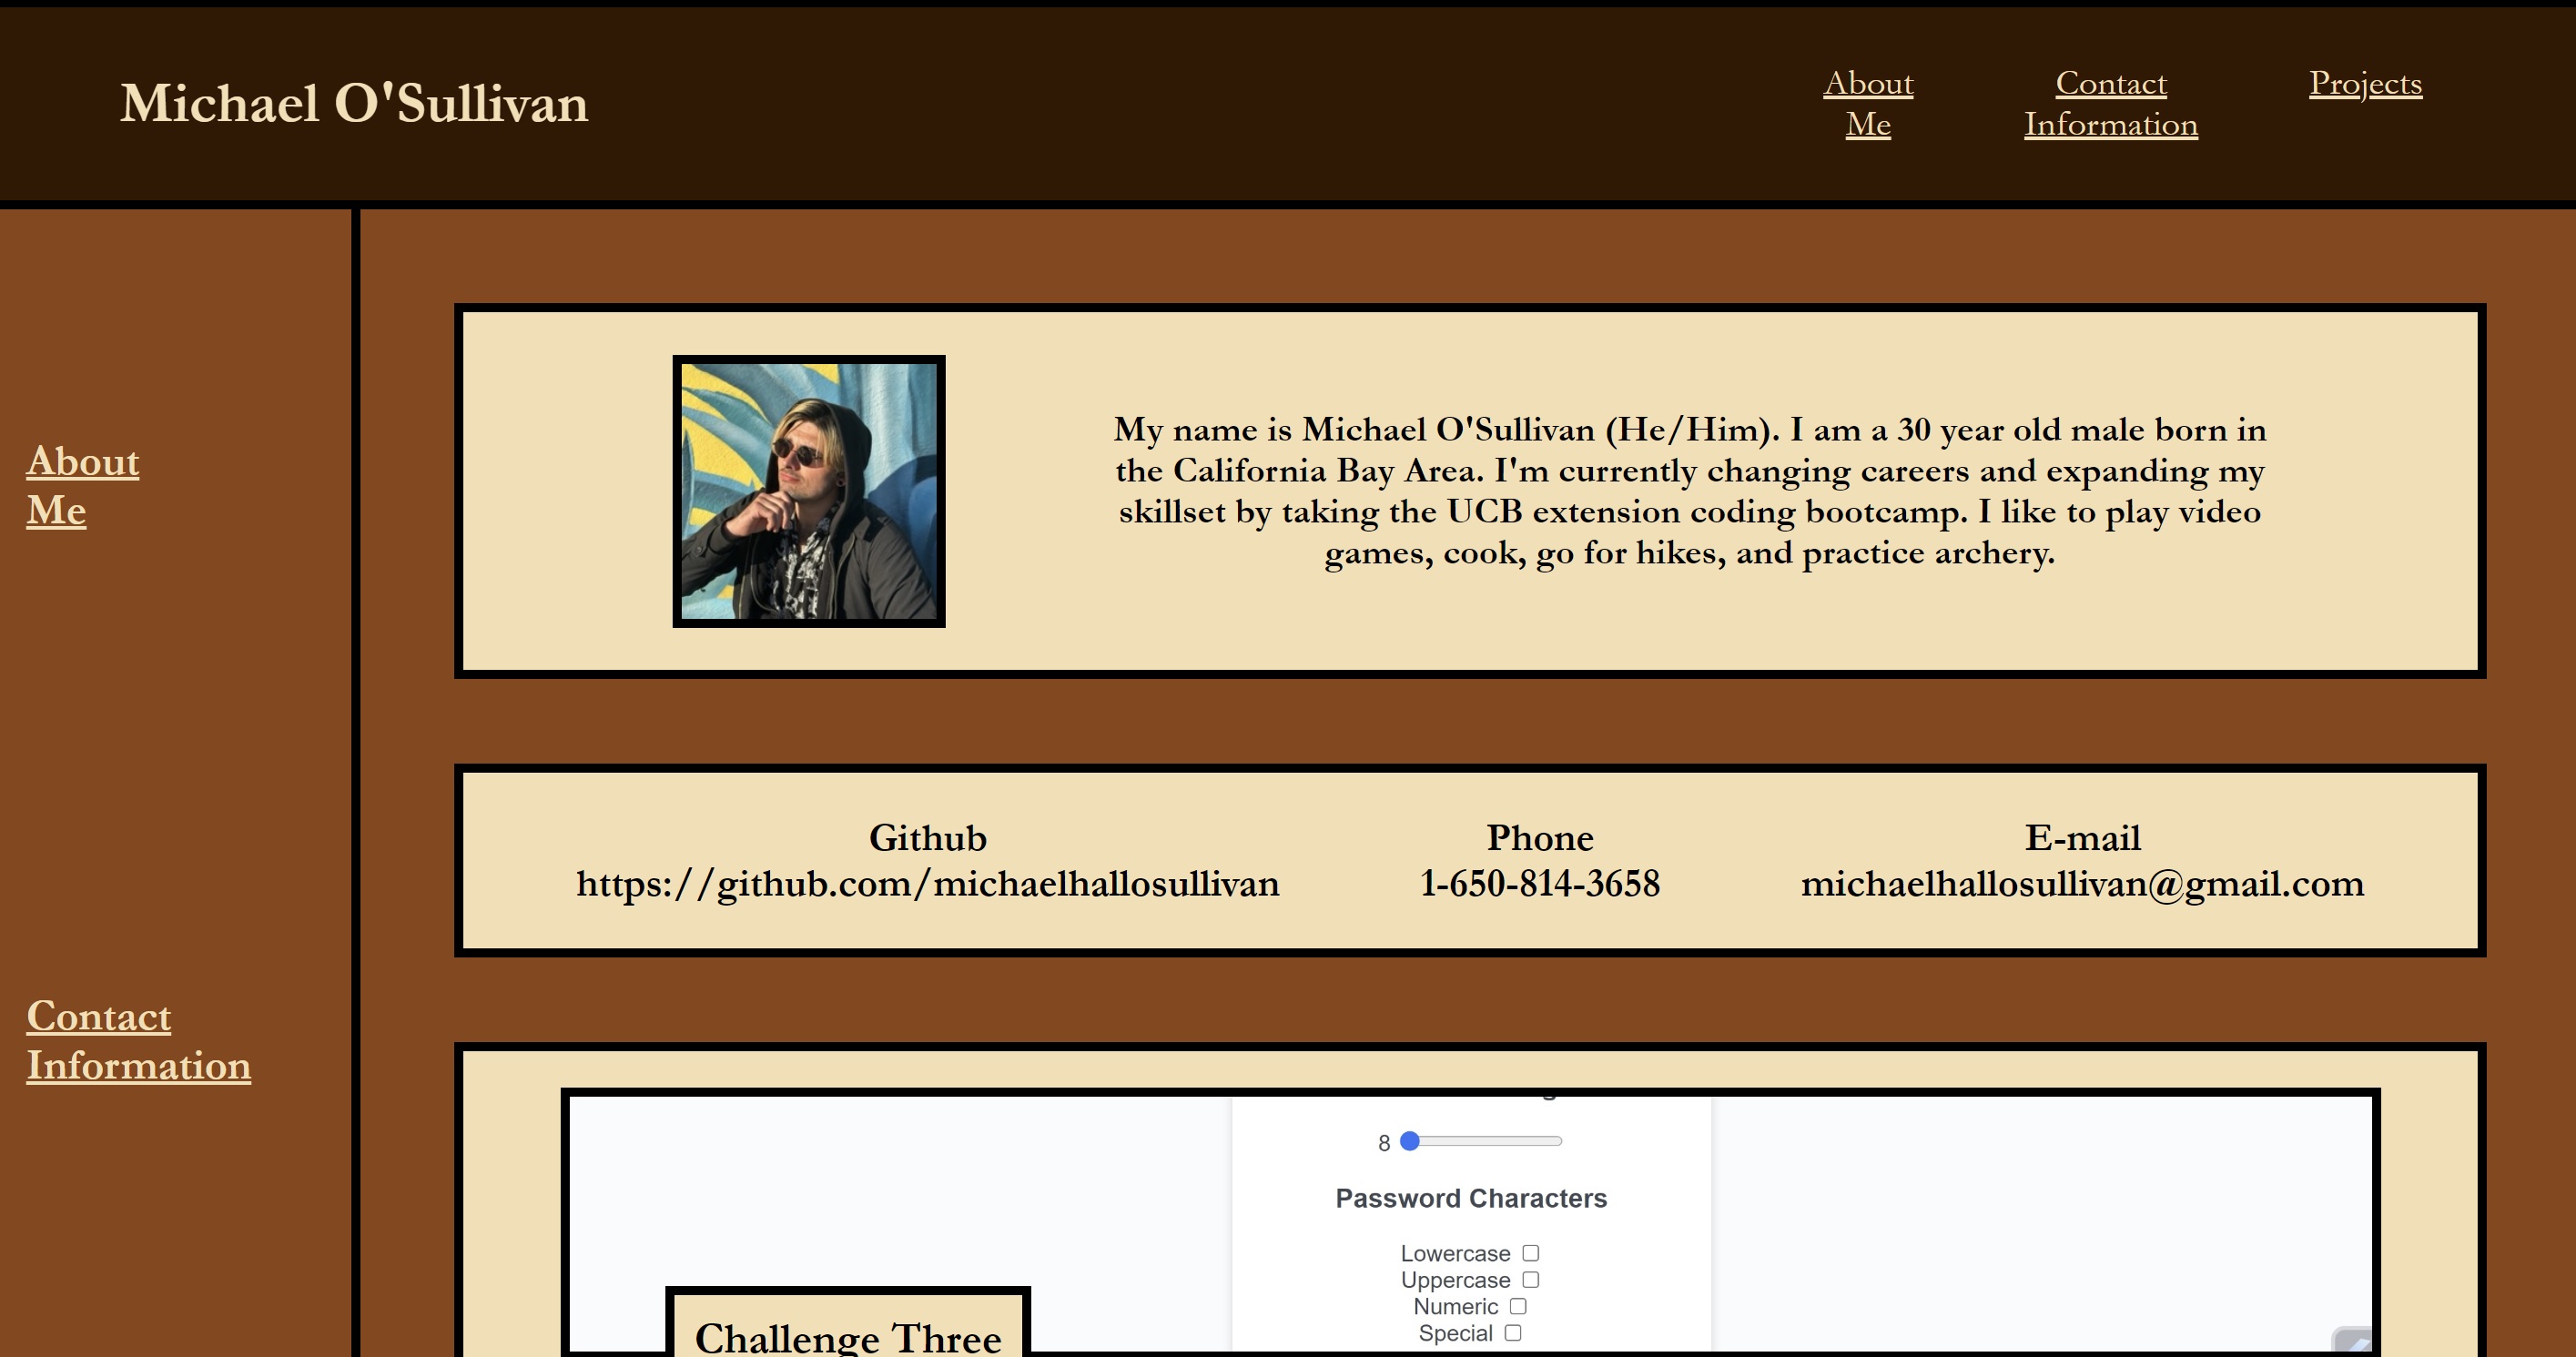 Michael O'Sullivan
About
Me
Contact
Information
Projects
About
Me
My name is Michael O'Sullivan (He/Him). I am a 30 year old male born in
the California Bay Area. I'm currently changing careers and expanding my
skillset by taking the UCB extension coding bootcamp. I like to play video
games, cook, go for hikes, and practice archery.
Github
https://github.com/michaelhallosullivan
Phone
1-650-814-3658
E-mail
michaelhallosullivan@gmail.com
Contact
Information
8
Password Characters
Lowercase
Uppercase
Numeric
Special
Challenge Three